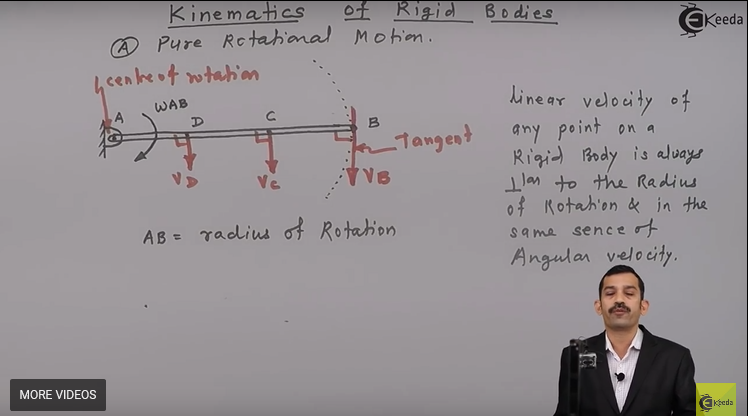 Kinematics of Rigid Bodies
Ekeeda
A Pure Rotational Motion.
centre of rotation
A
WAB
D
C
B
Tangent
VD
VC
VB
AB = radius of Rotation
linear velocity of
any point on a
Rigid Body is always
⊥lar to the Radius
of Rotation & in the
same sence of
Angular velocity.
MORE VIDEOS
Ekeeda